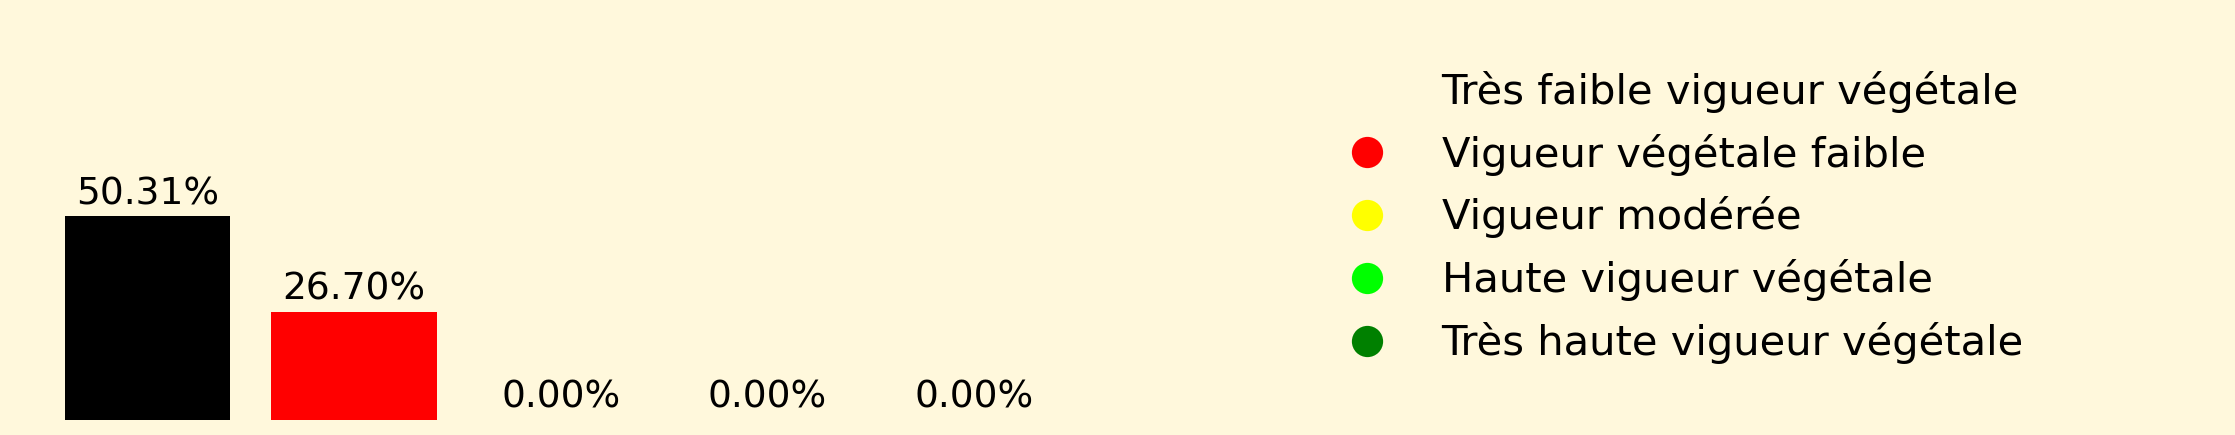 50.31%
26.70%
0.00%
0.00%
0.00%
Très faible vigueur végétale
Vigueur végétale faible
Vigueur modérée
Haute vigueur végétale
Très haute vigueur végétale